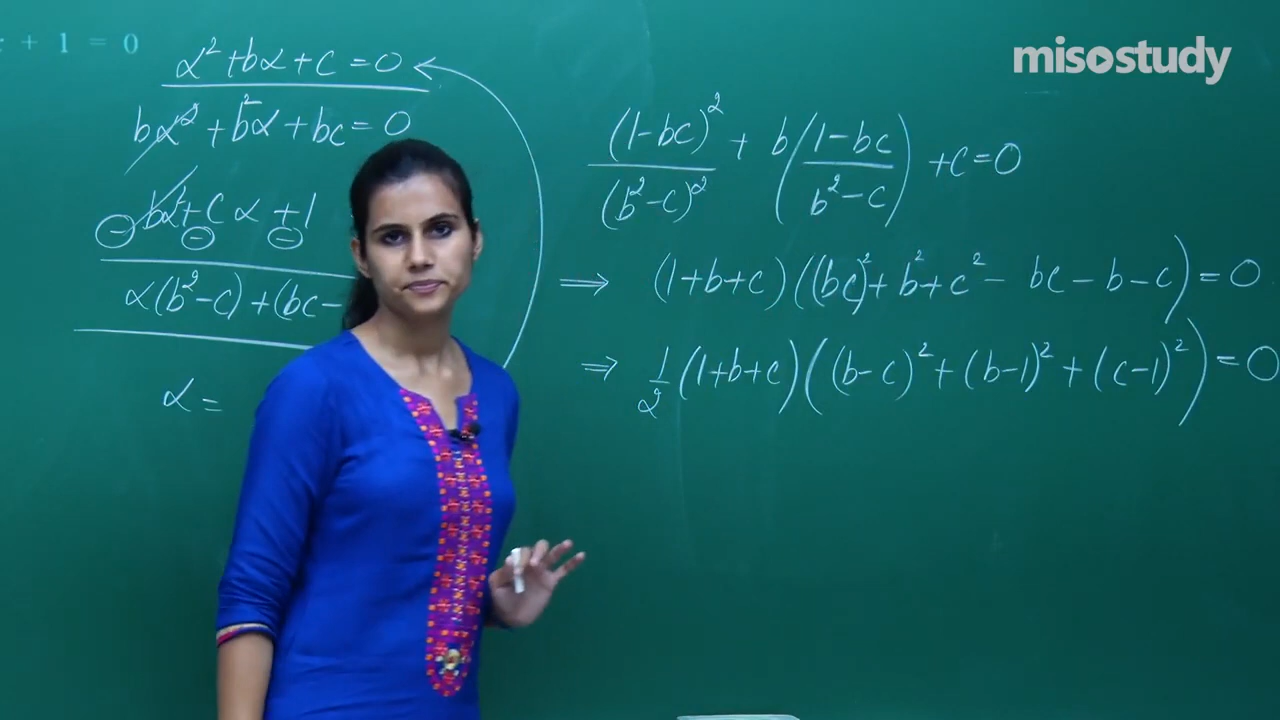 + 1 = 0
misostudy
α² + bα + c = 0
bα² + b²α + bc = 0
bα² + cα + 1
α(b² - c) + (bc -
α =
(1 - bc)² / (b² - c)² + b((1 - bc) / (b² - c)) + c = 0
⇒ (1 + b + c)((bc)² + b² + c² - bc - b - c) = 0
⇒ 1/2 (1 + b + c)((b - c)² + (b - 1)² + (c - 1)²) = 0